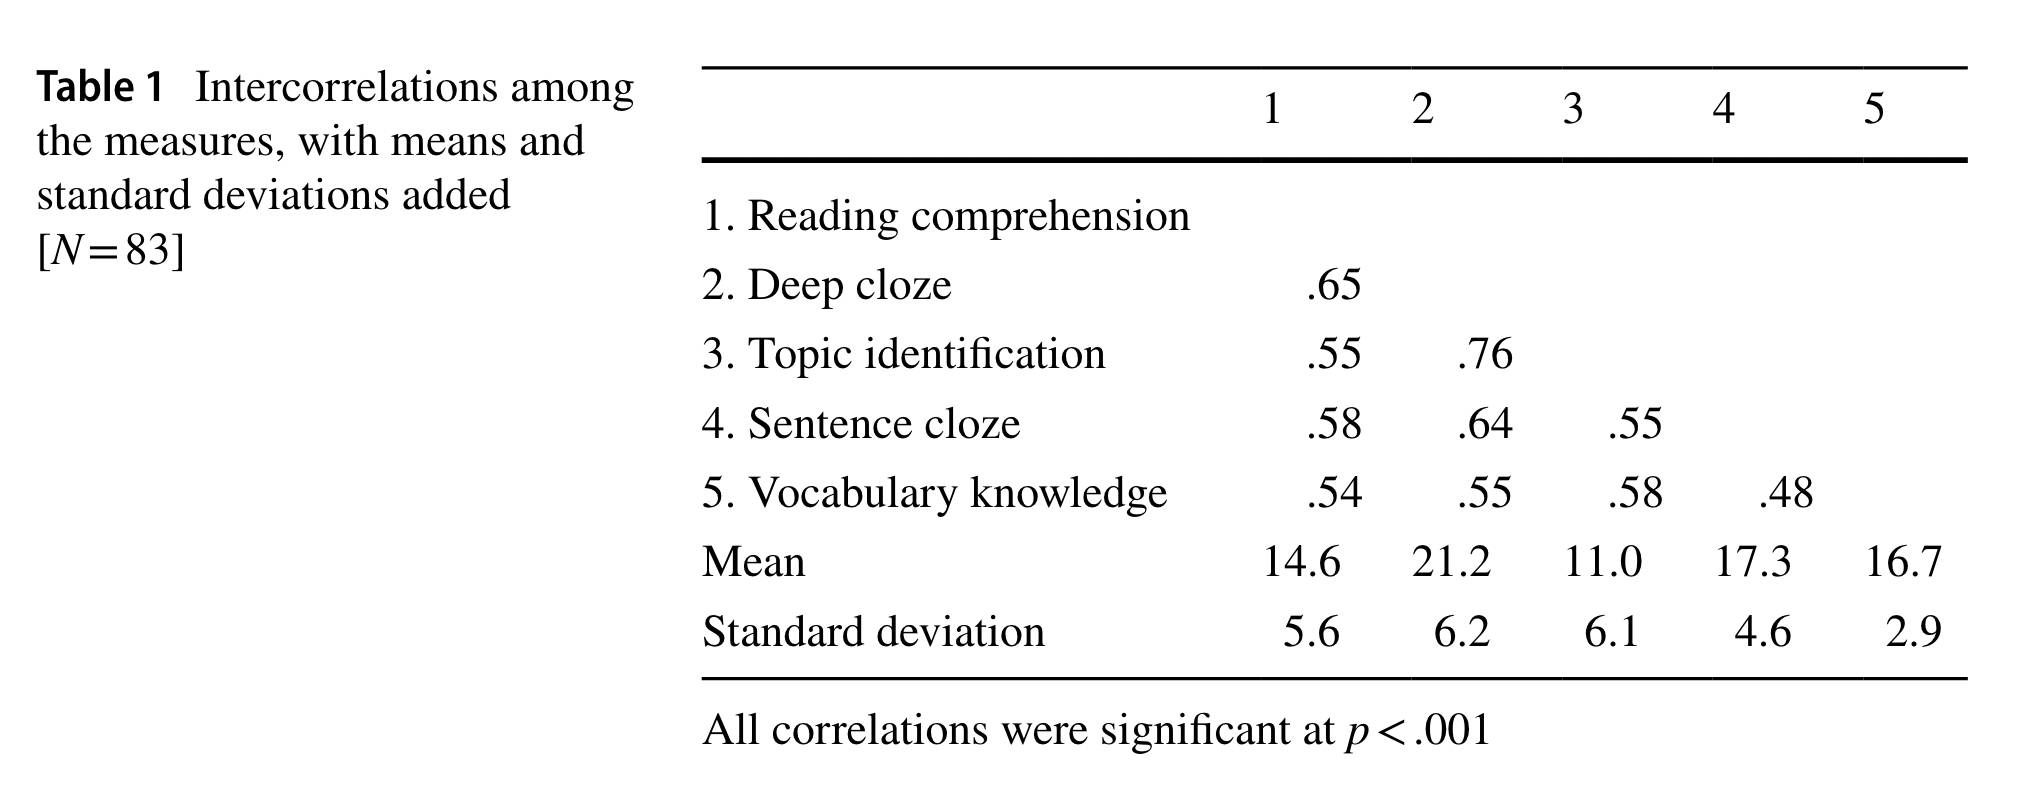 Table 1 Intercorrelations among
the measures, with means and
standard deviations added
[N=83]
1 2 3 4 5
1. Reading comprehension
2. Deep cloze .65
3. Topic identification .55 .76
4. Sentence cloze .58 .64 .55
5. Vocabulary knowledge .54 .55 .58 .48
Mean 14.6 21.2 11.0 17.3 16.7
Standard deviation 5.6 6.2 6.1 4.6 2.9
All correlations were significant at p<.001